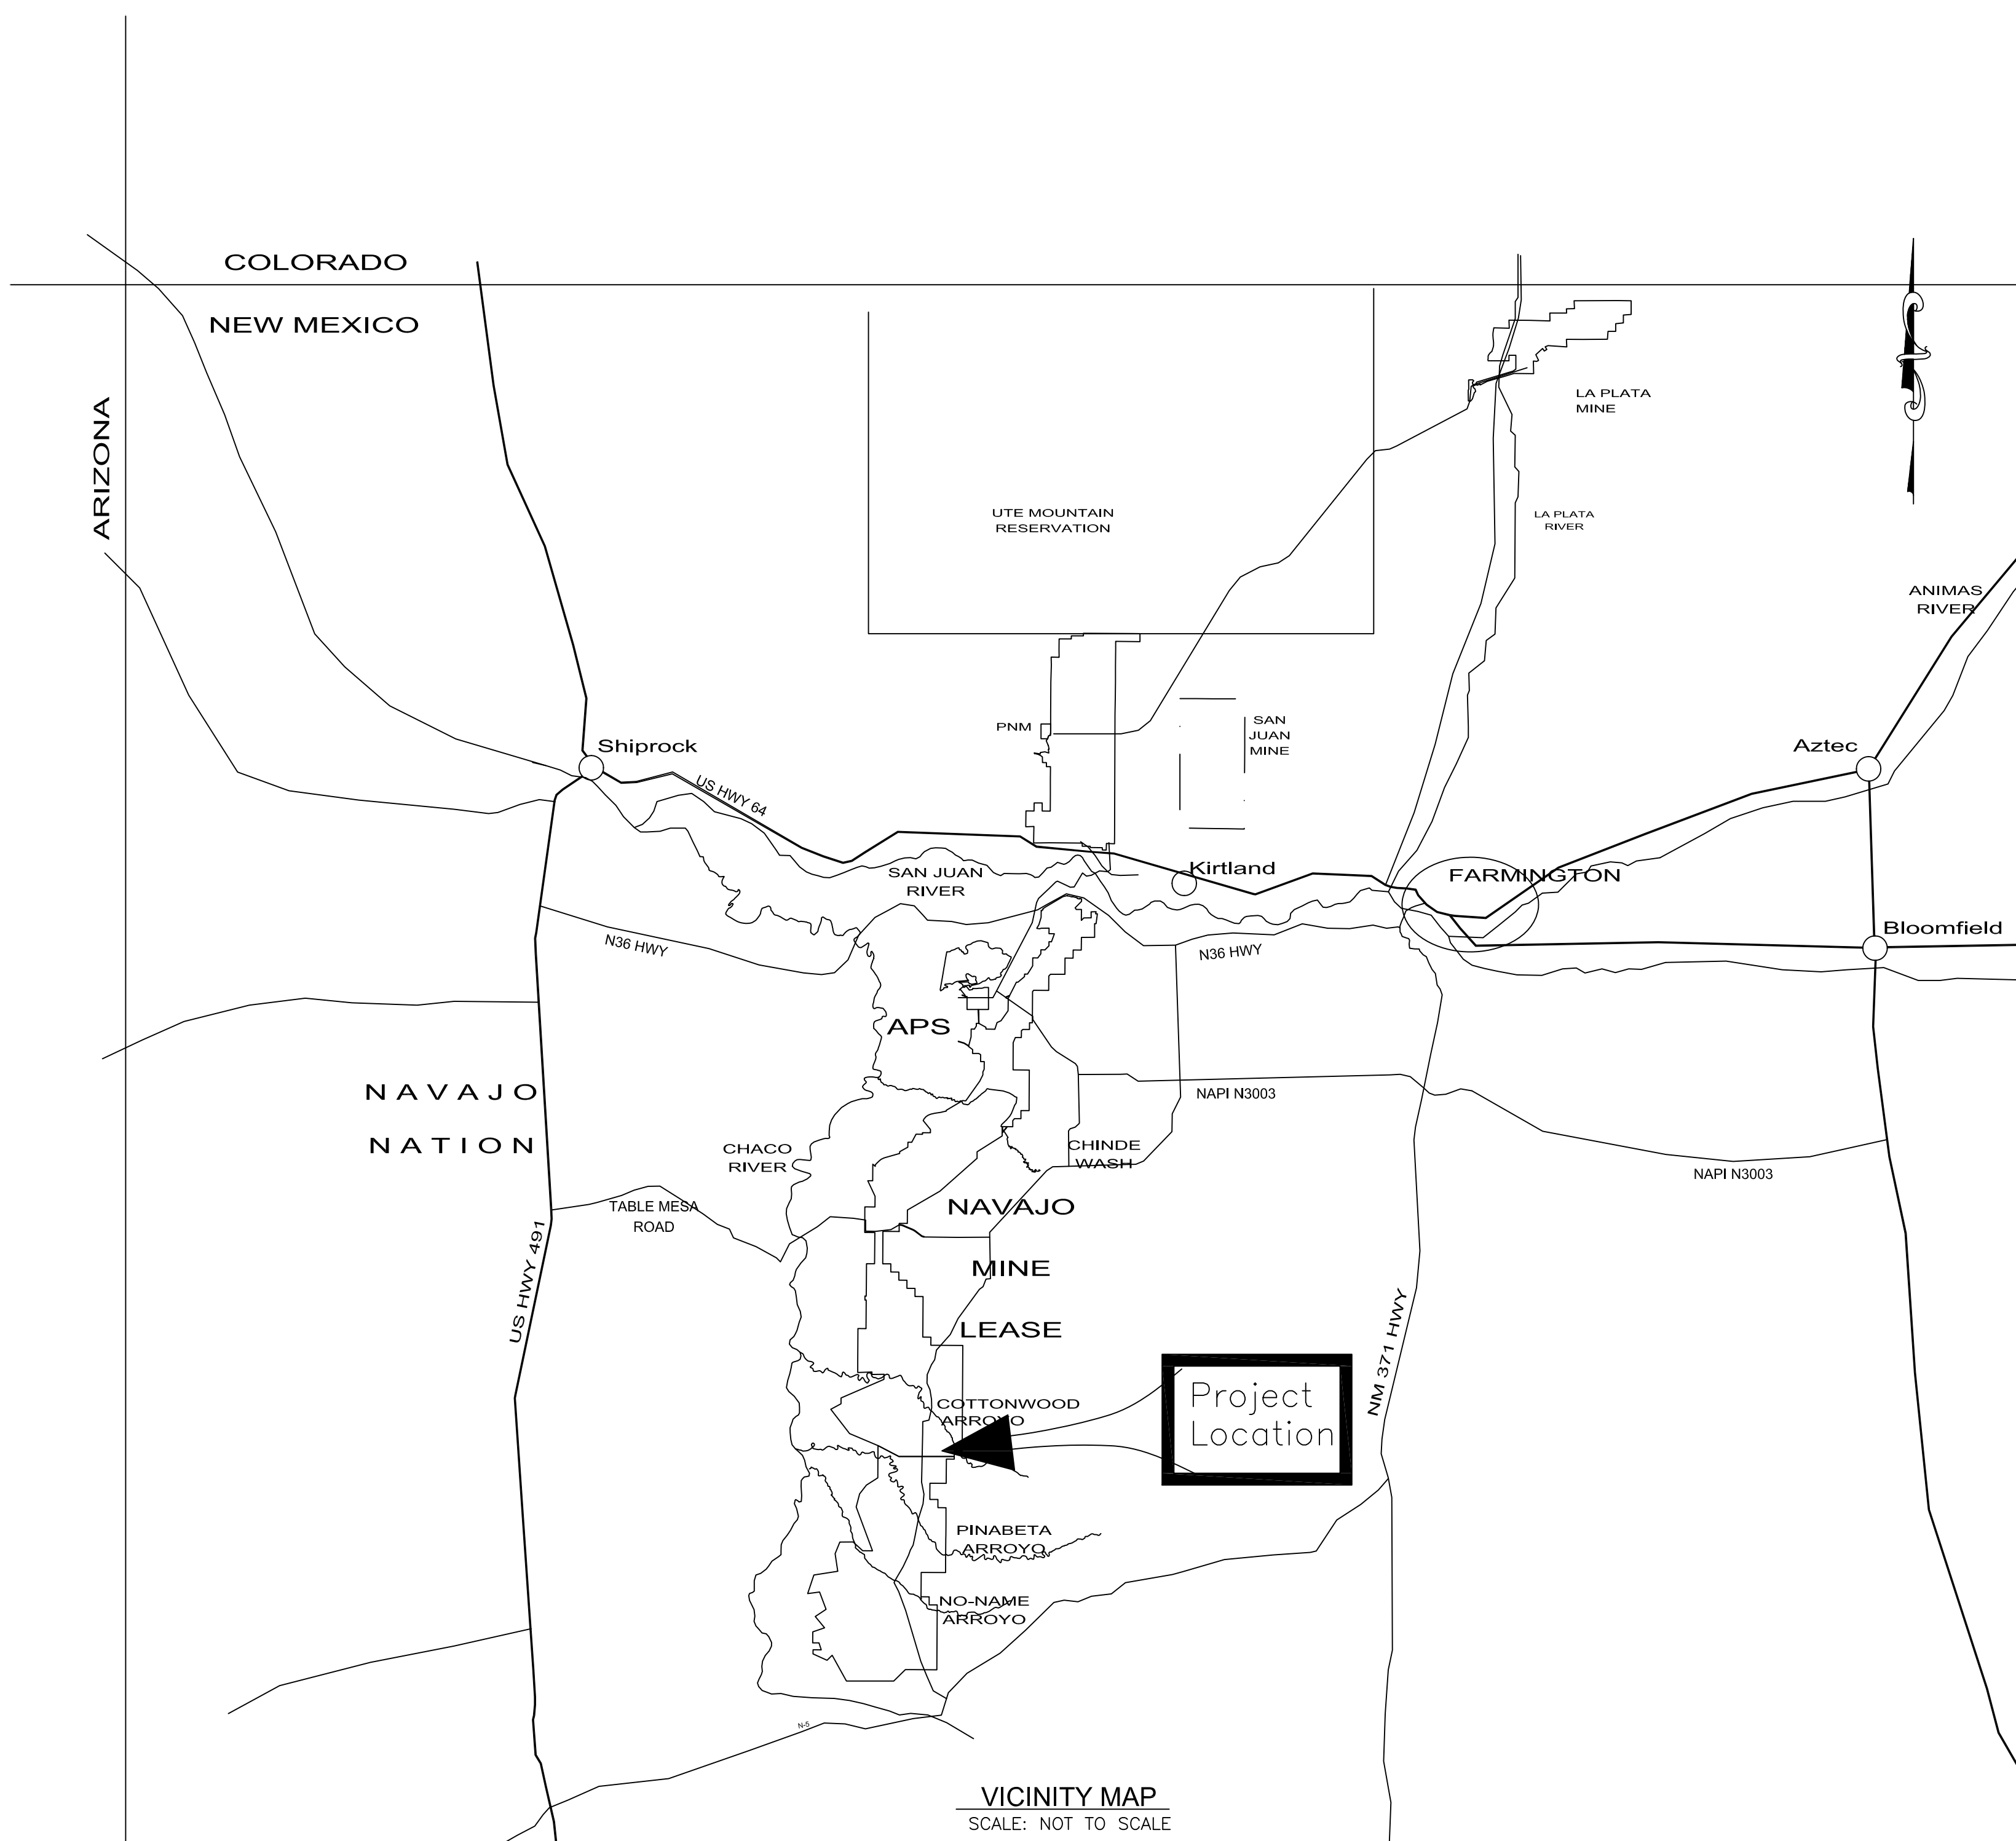 COLORADO
NEW MEXICO
ARIZONA
LA PLATA
MINE
UTE MOUNTAIN
RESERVATION
LA PLATA
RIVER
ANIMAS
RIVER
PNM
SAN
JUAN
MINE
Shiprock
Aztec
US HWY 64
SAN JUAN
RIVER
Kirtland
FARMINGTON
Bloomfield
N36 HWY
N36 HWY
APS
NAVAJO
NATION
NAPI N3003
NAPI N3003
CHACO
RIVER
CHINDE
WASH
TABLE MESA
ROAD
NAVAJO
MINE
LEASE
US HWY 491
NM 371 HWY
Project
Location
COTTONWOOD
ARROYO
PINABETA
ARROYO
NO-NAME
ARROYO
N-5
VICINITY MAP
SCALE: NOT TO SCALE